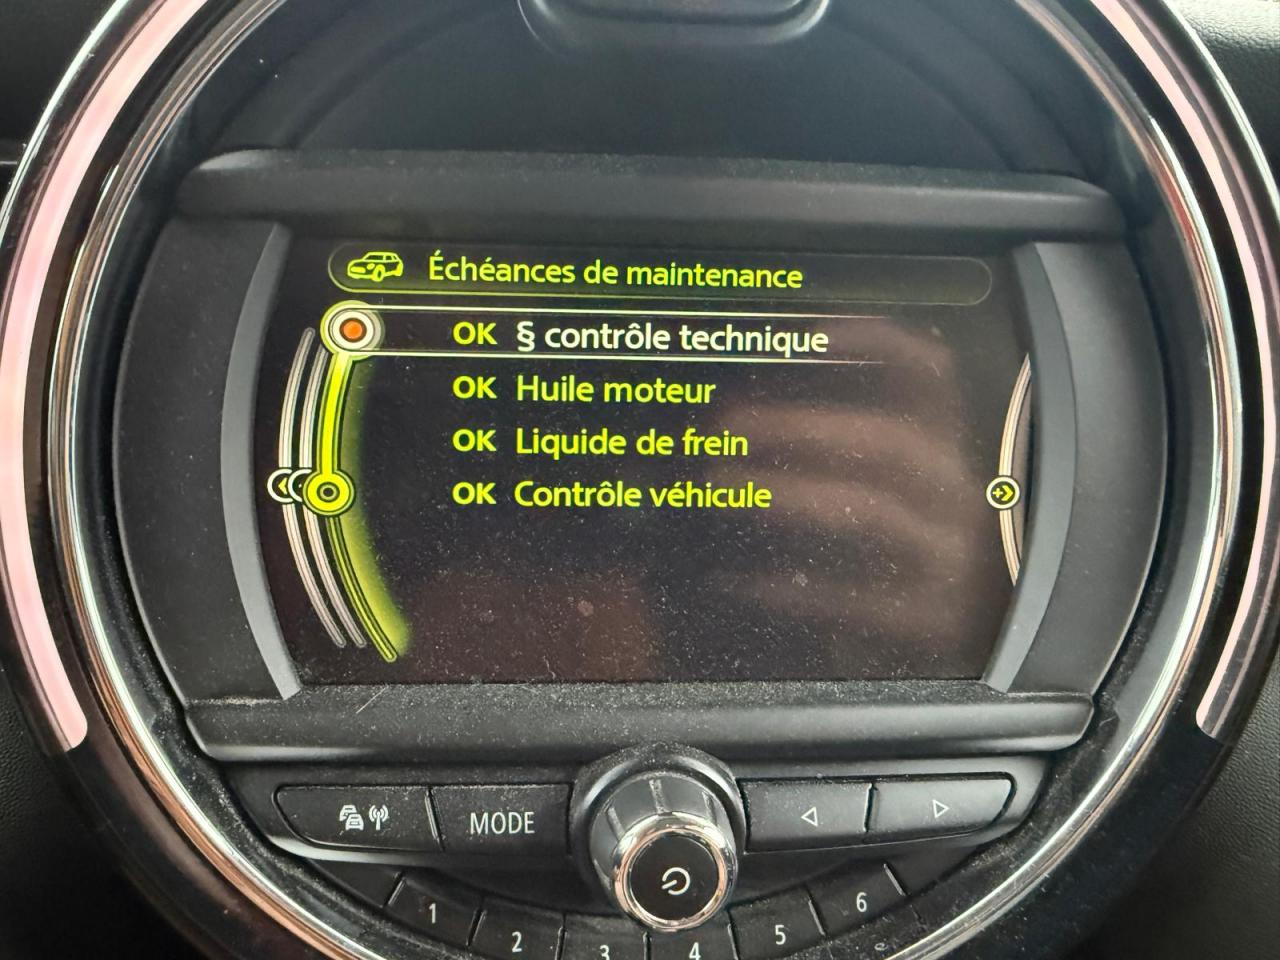 Échéances de maintenance
OK § contrôle technique
OK Huile moteur
OK Liquide de frein
OK Contrôle véhicule
MODE
1
2
3
4
5
6